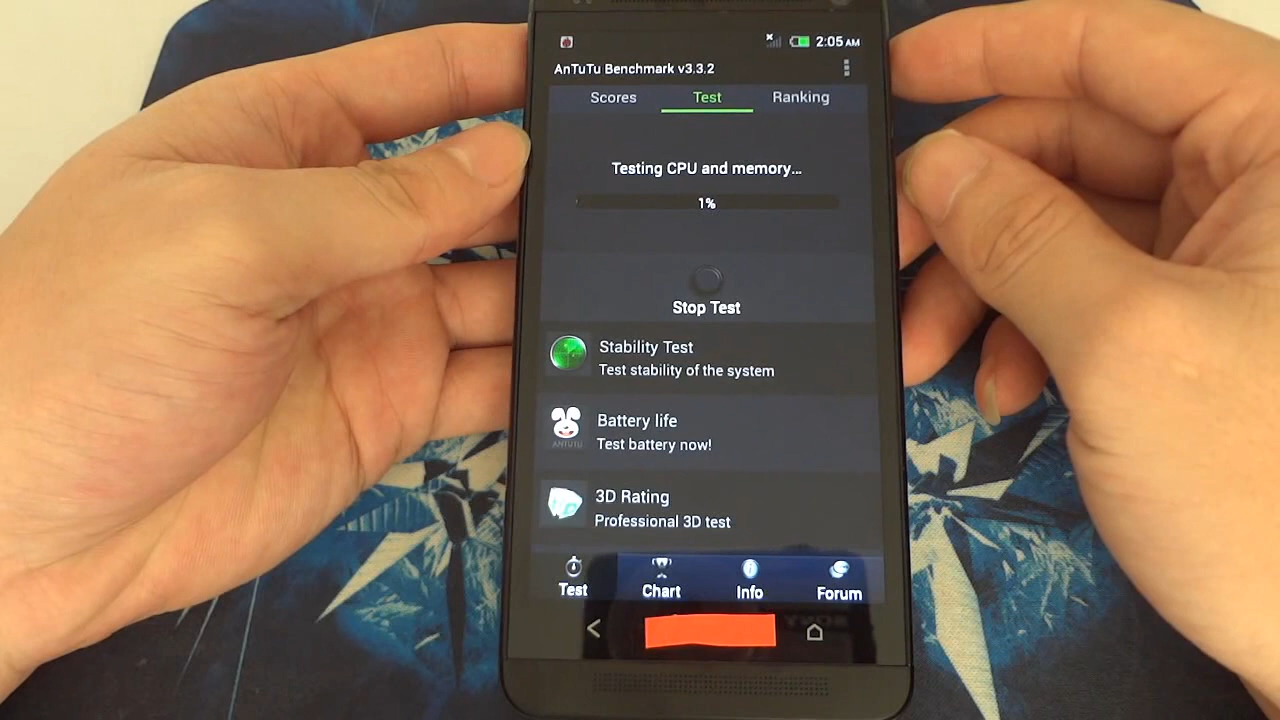 2:05 AM
AnTuTu Benchmark v3.3.2
Scores Test Ranking
Testing CPU and memory...
1%
Stop Test
Stability Test
Test stability of the system
Battery life
Test battery now!
ANTUTU
3D Rating
Professional 3D test
Test Chart Info Forum